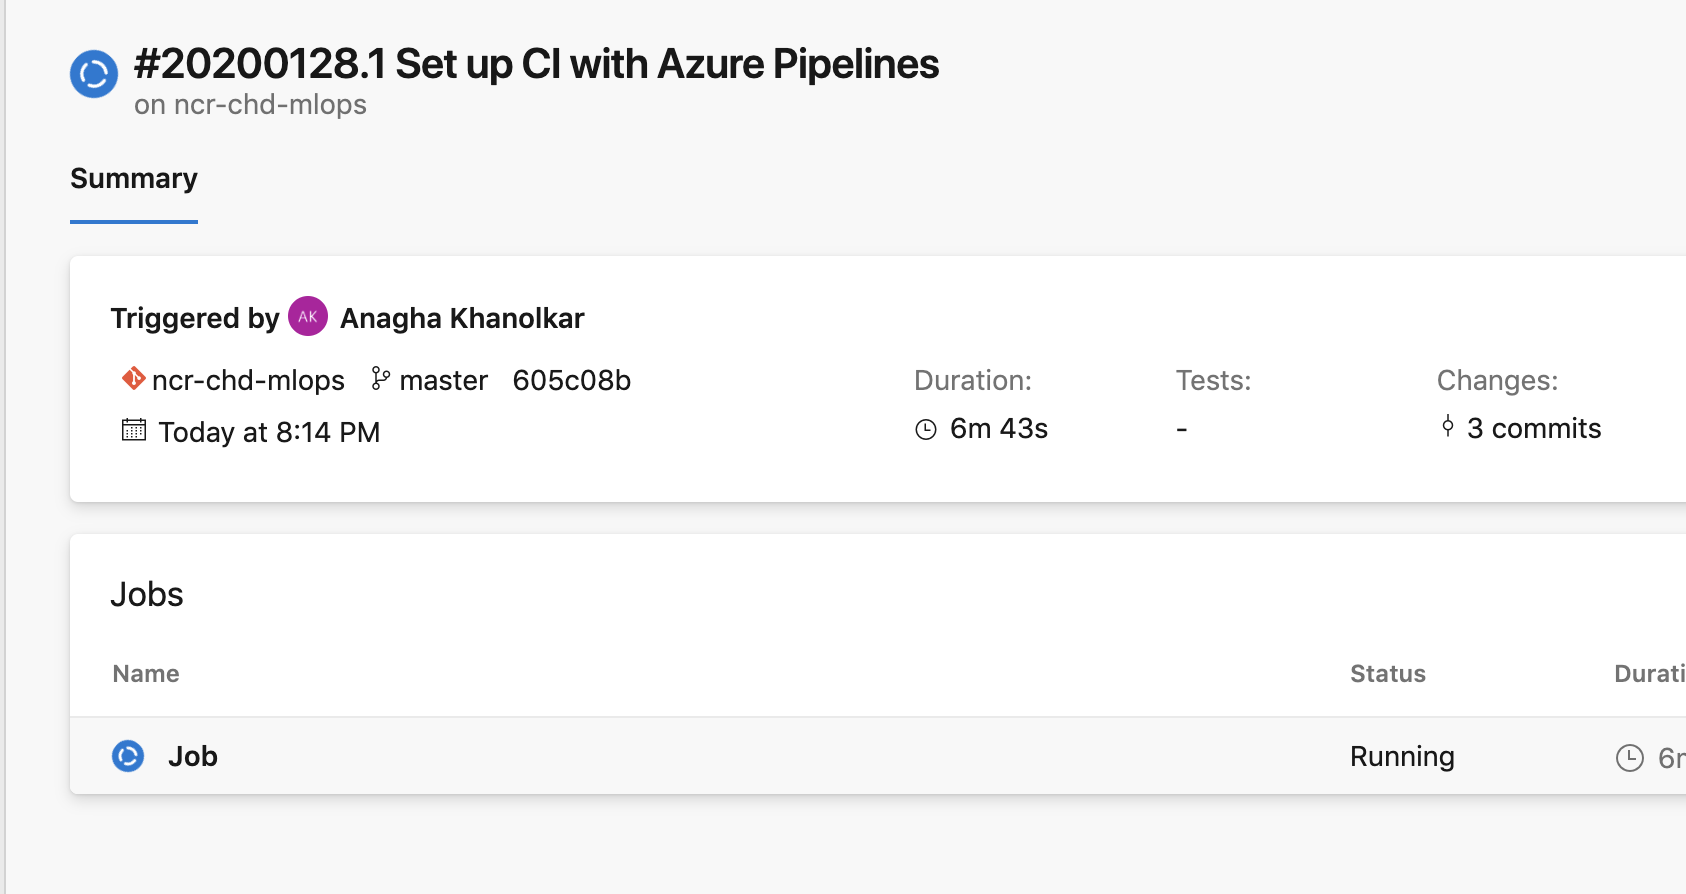 #20200128.1 Set up CI with Azure Pipelines
on ncr-chd-mlops
Summary
Triggered by AK Anagha Khanolkar
ncr-chd-mlops master 605c08b
Today at 8:14 PM
Duration:
6m 43s
Tests:
-
Changes:
3 commits
Jobs
Name Status Durati
Job Running 6